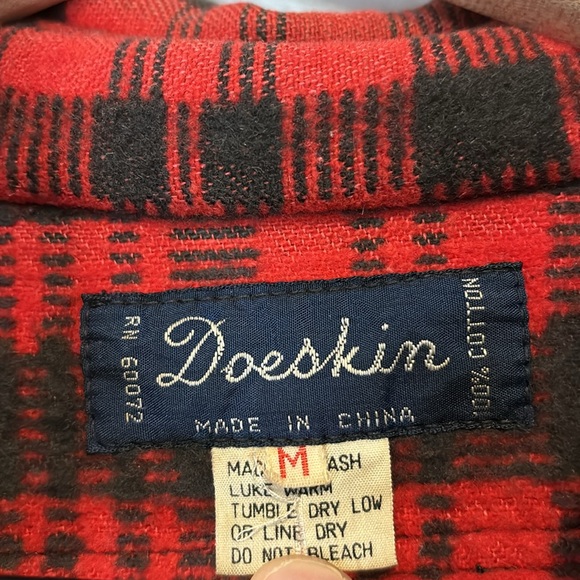 RN 60072
Doeskin
100% COTTON
MADE IN CHINA
M
ASH
LUKE WARM
TUMBLE DRY LOW
OR LINE DRY
DO NOT BLEACH